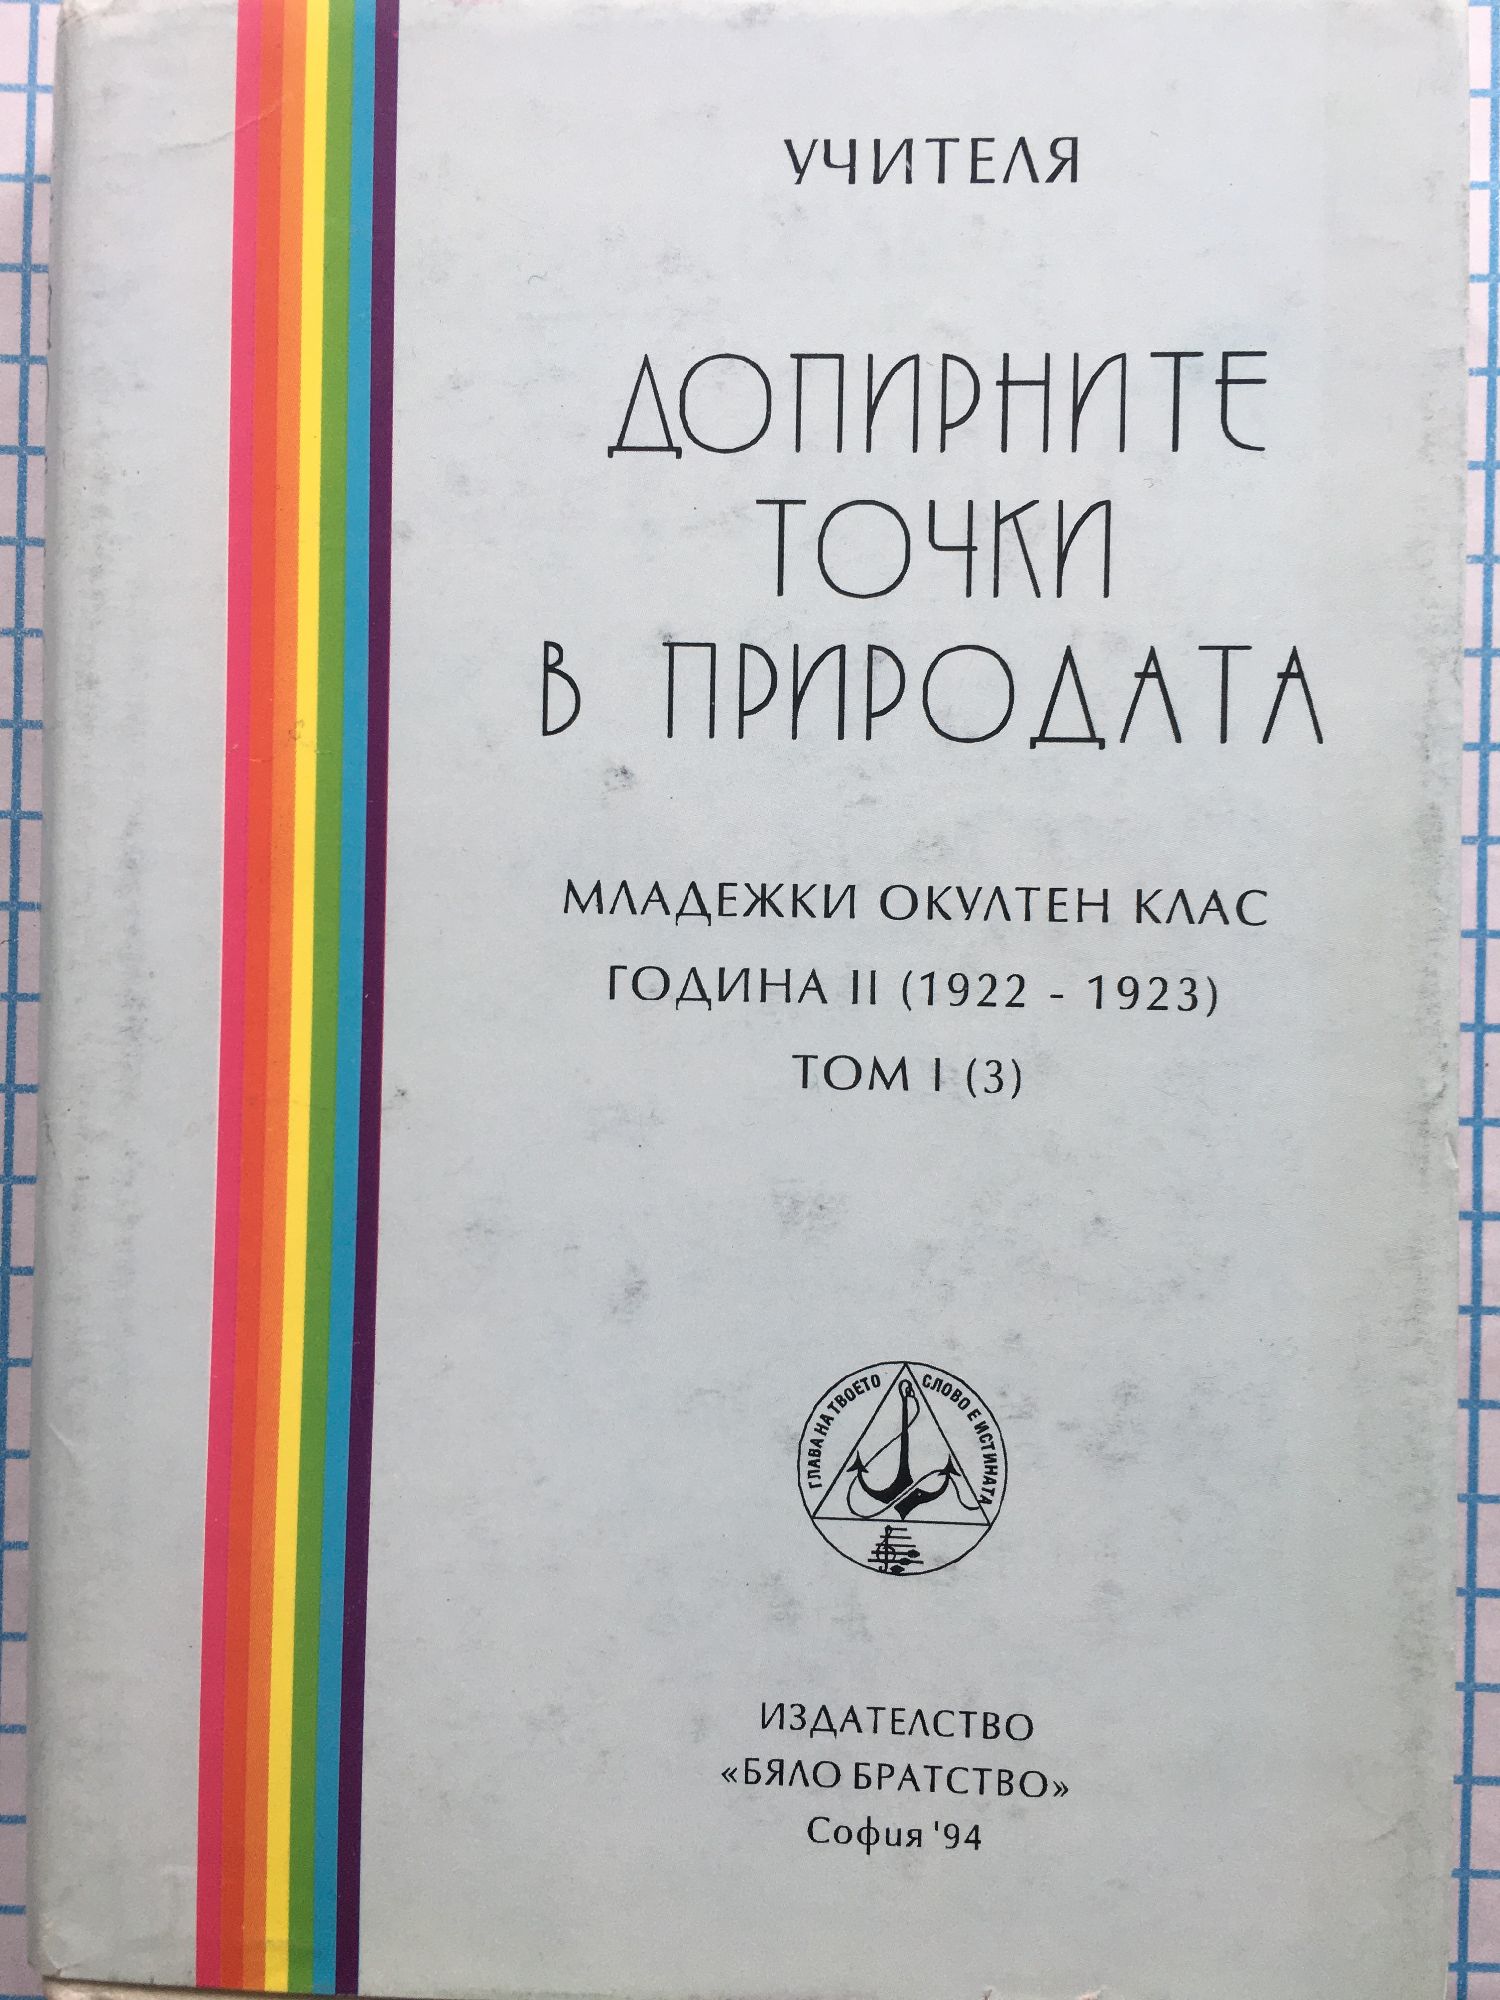 УЧИТЕЛЯ
ДОПИРНИТЕ
ТОЧКИ
В ПРИРОДАТА
МЛАДЕЖКИ ОКУЛТЕН КЛАС
ГОДИНА II (1922 - 1923)
ТОМ I (3)
ГЛАВА НА ТВОЕТО СЛОВО Е ИСТИНАТА
ИЗДАТЕЛСТВО
«БЯЛО БРАТСТВО»
София '94